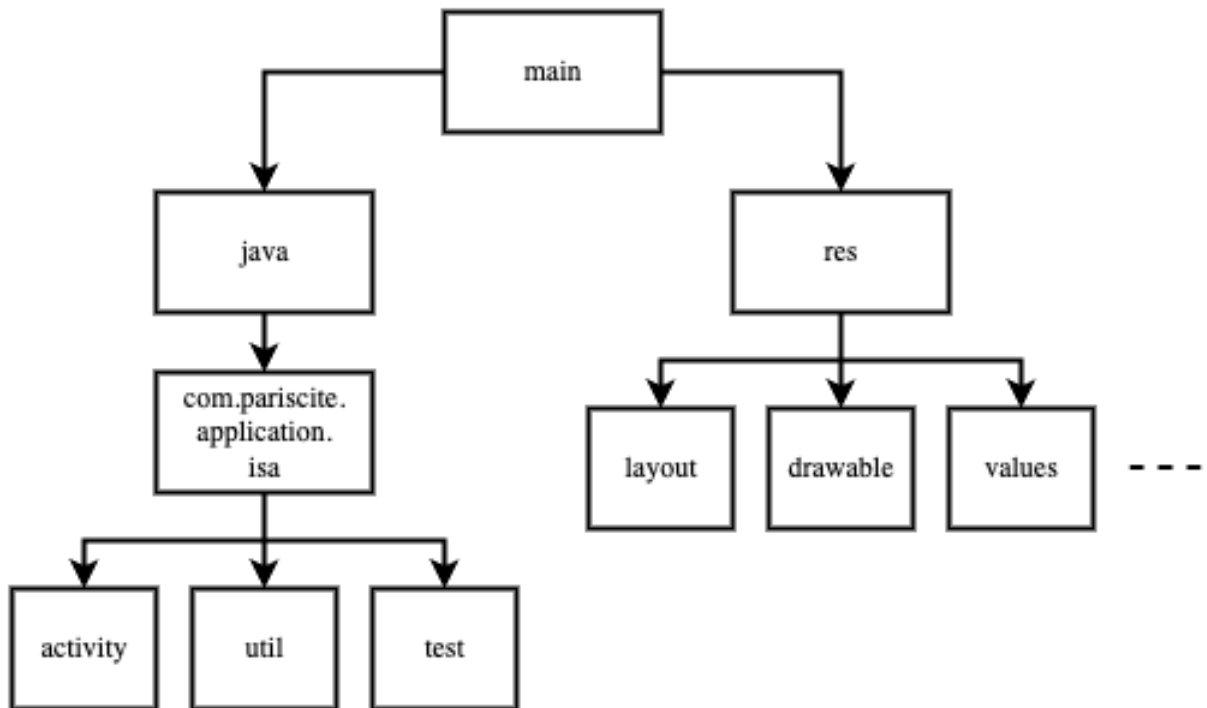 main
java
res
com.pariscite.
application.
isa
layout
drawable
values
activity
util
test